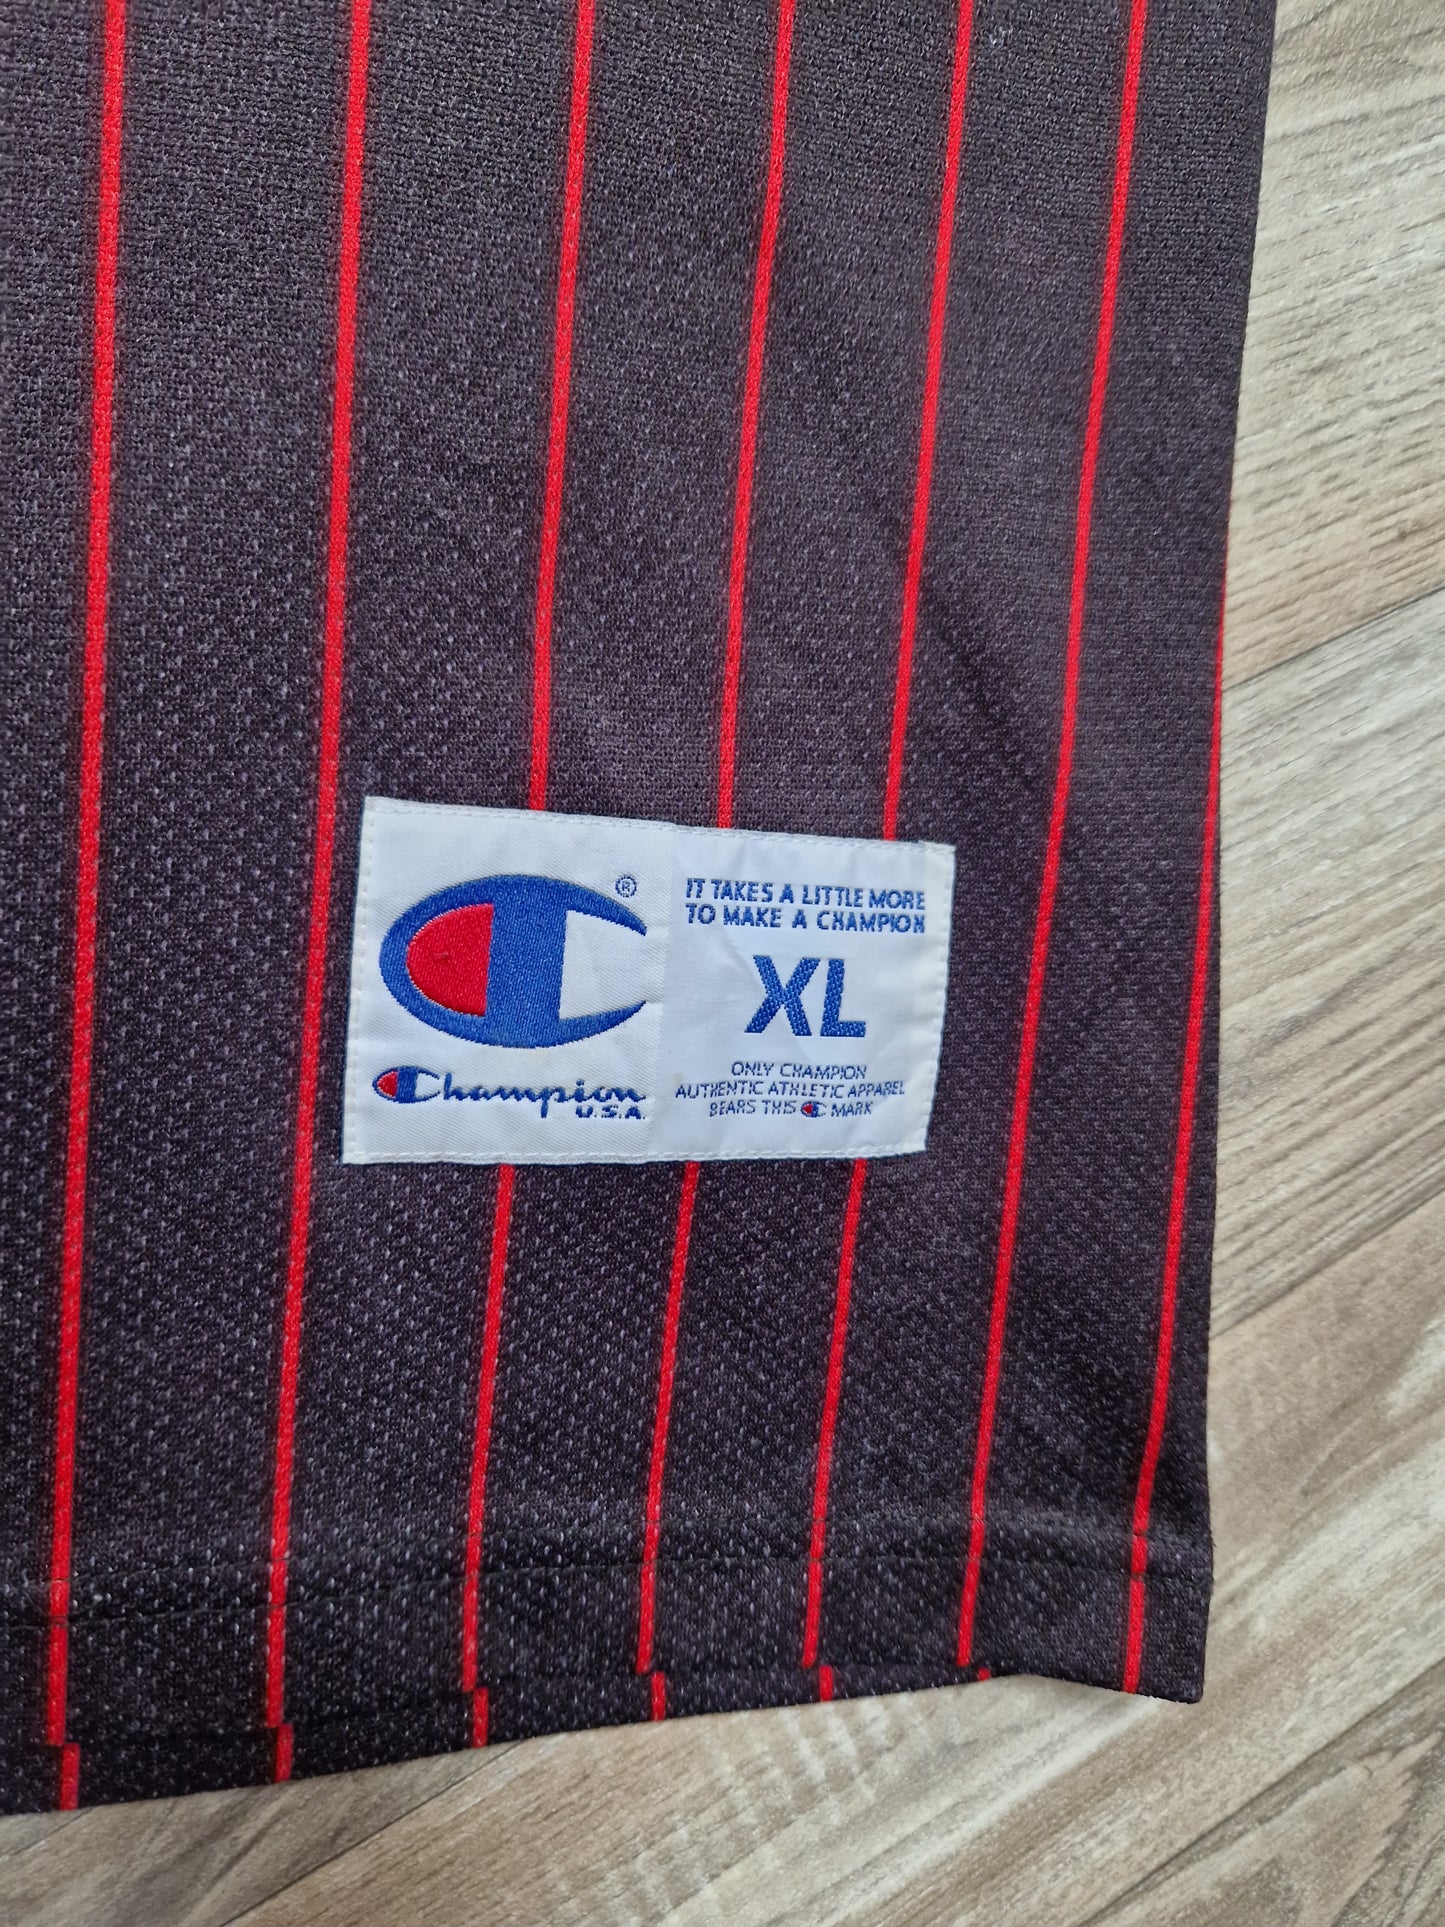 ®
Champion
U.S.A.
IT TAKES A LITTLE MORE
TO MAKE A CHAMPION
XL
ONLY CHAMPION
AUTHENTIC ATHLETIC APPAREL
BEARS THIS C MARK